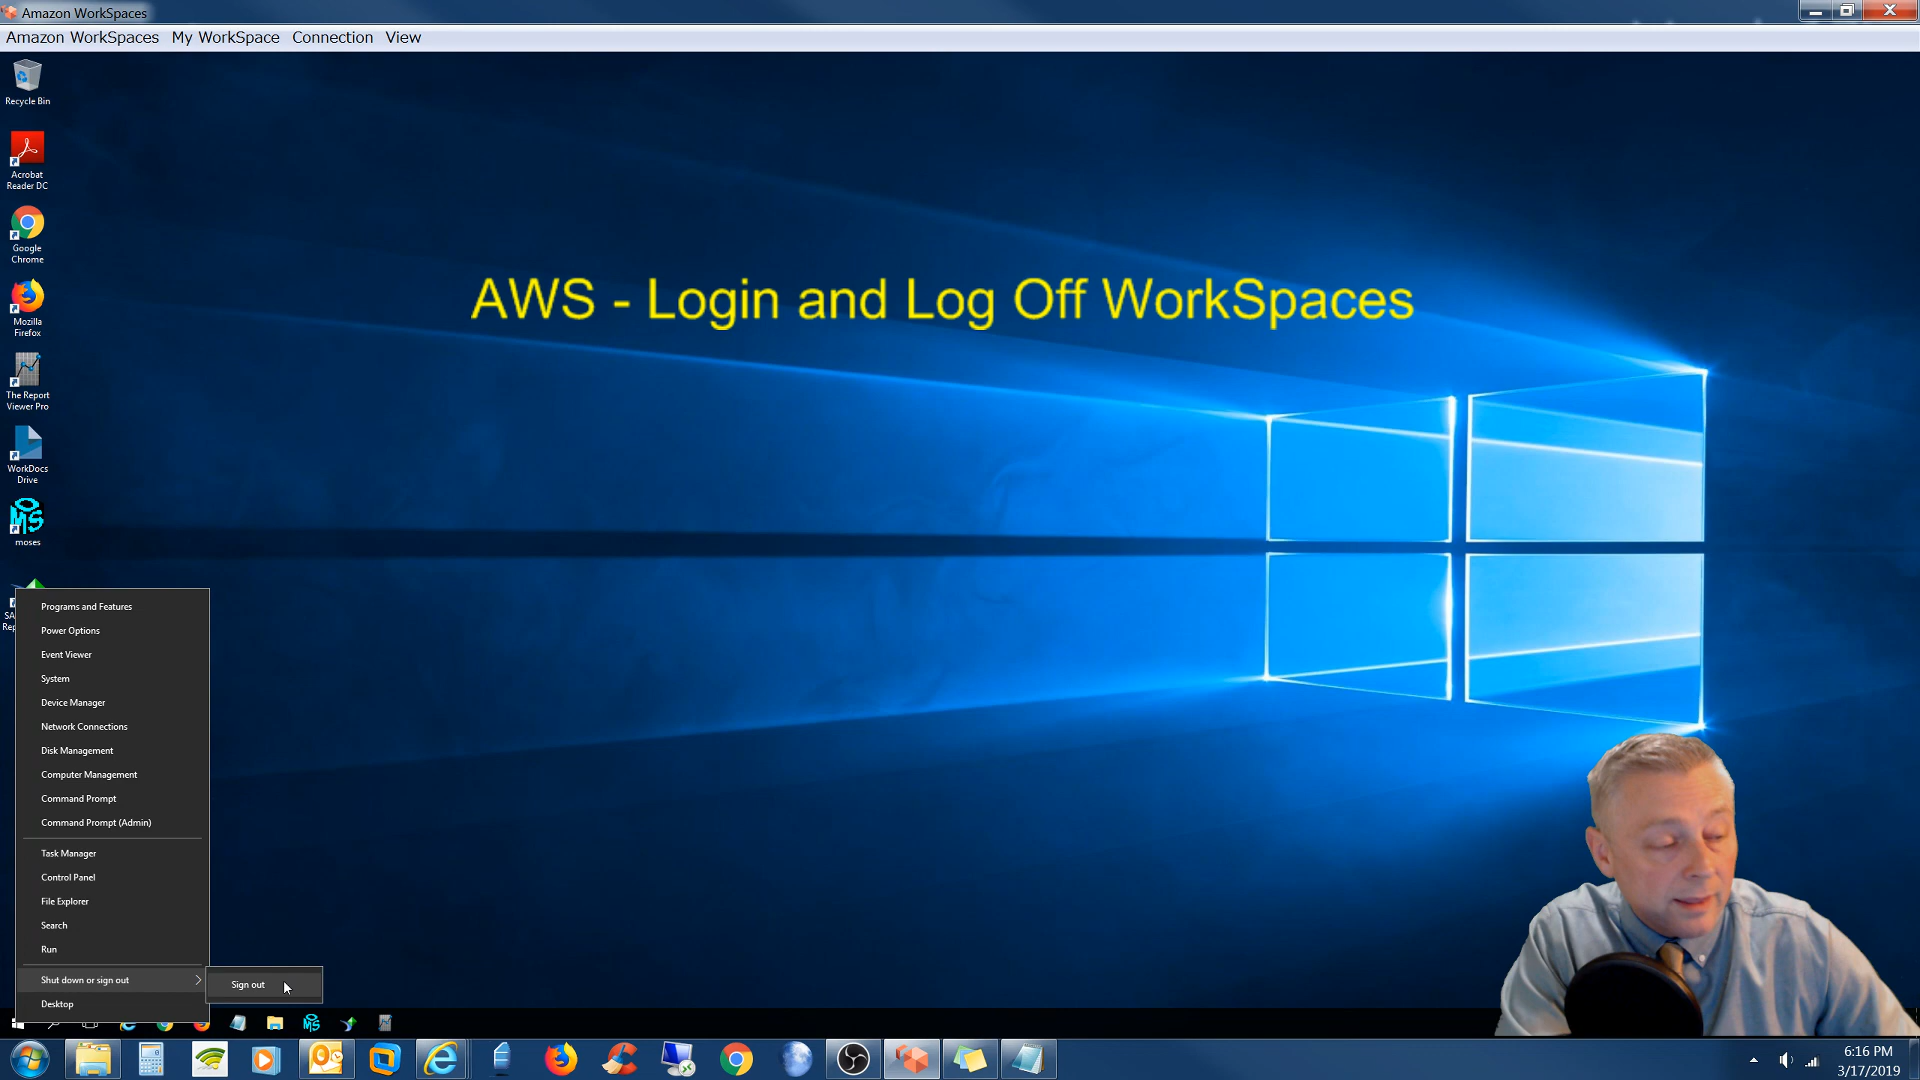 Amazon WorkSpaces
Amazon WorkSpaces My WorkSpace Connection View
Recycle Bin
Acrobat
Reader DC
Google
Chrome
Mozilla
Firefox
The Report
Viewer Pro
WorkDocs
Drive
moses
AWS - Login and Log Off WorkSpaces
SA
Rep
Programs and Features
Power Options
Event Viewer
System
Device Manager
Network Connections
Disk Management
Computer Management
Command Prompt
Command Prompt (Admin)
Task Manager
Control Panel
File Explorer
Search
Run
Shut down or sign out
Sign out
Desktop
6:16 PM
3/17/2019